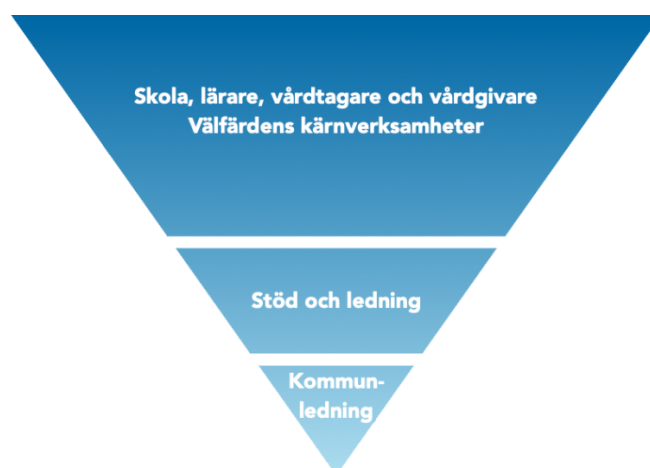 Skola, lärare, vårdtagare och vårdgivare
Välfärdens kärnverksamheter
Stöd och ledning
Kommun-
ledning